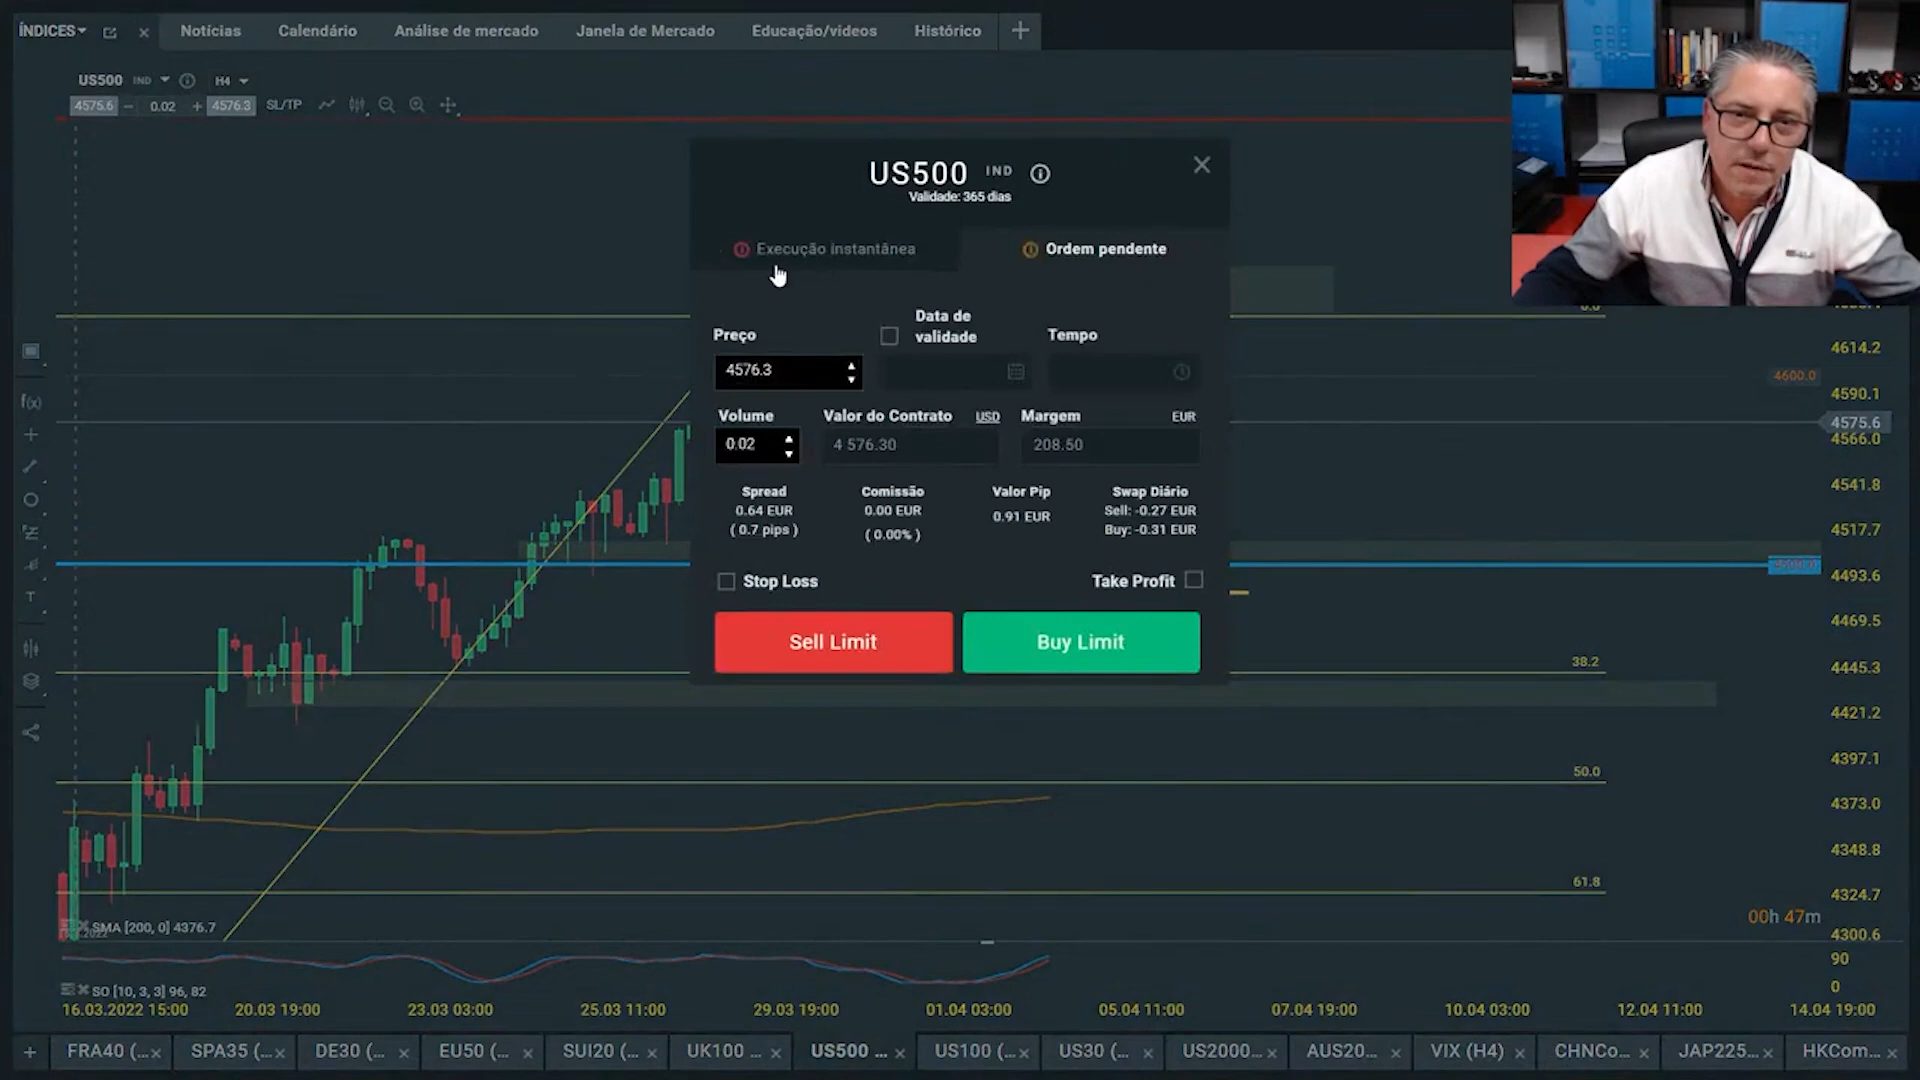 ÍNDICES
Notícias
Calendário
Análise de mercado
Janela de Mercado
Educação/videos
Histórico
US500 IND H4
4575.6 – 0.02 + 4576.3 SL/TP
US500 IND
Validade: 365 dias
Execução instantânea
Ordem pendente
Preço
Data de
validade
Tempo
4576.3
Volume
Valor do Contrato USD
Margem EUR
0.02
4 576.30
208.50
Spread
0.64 EUR
( 0.7 pips )
Comissão
0.00 EUR
( 0.00% )
Valor Pip
0.91 EUR
Swap Diário
Sell: -0.27 EUR
Buy: -0.31 EUR
Stop Loss
Take Profit
Sell Limit
Buy Limit
4614.2
4600.0
4590.1
4575.6
4566.0
4541.8
4517.7
4493.6
4469.5
4445.3
4421.2
4397.1
4373.0
4348.8
4324.7
4300.6
90
0
38.2
50.0
61.8
00h 47m
f(x)
T
SMA [200, 0] 4376.7
SO [10, 3, 3] 96, 82
16.03.2022 15:00
20.03 19:00
23.03 03:00
25.03 11:00
29.03 19:00
01.04 03:00
05.04 11:00
07.04 19:00
10.04 03:00
12.04 11:00
14.04 19:00
+
FRA40 (...
SPA35 (...
DE30 (...
EU50 (...
SUI20 (...
UK100 ...
US500 ...
US100 (...
US30 (...
US2000...
AUS20...
VIX (H4)
CHNCo...
JAP225...
HKCom...